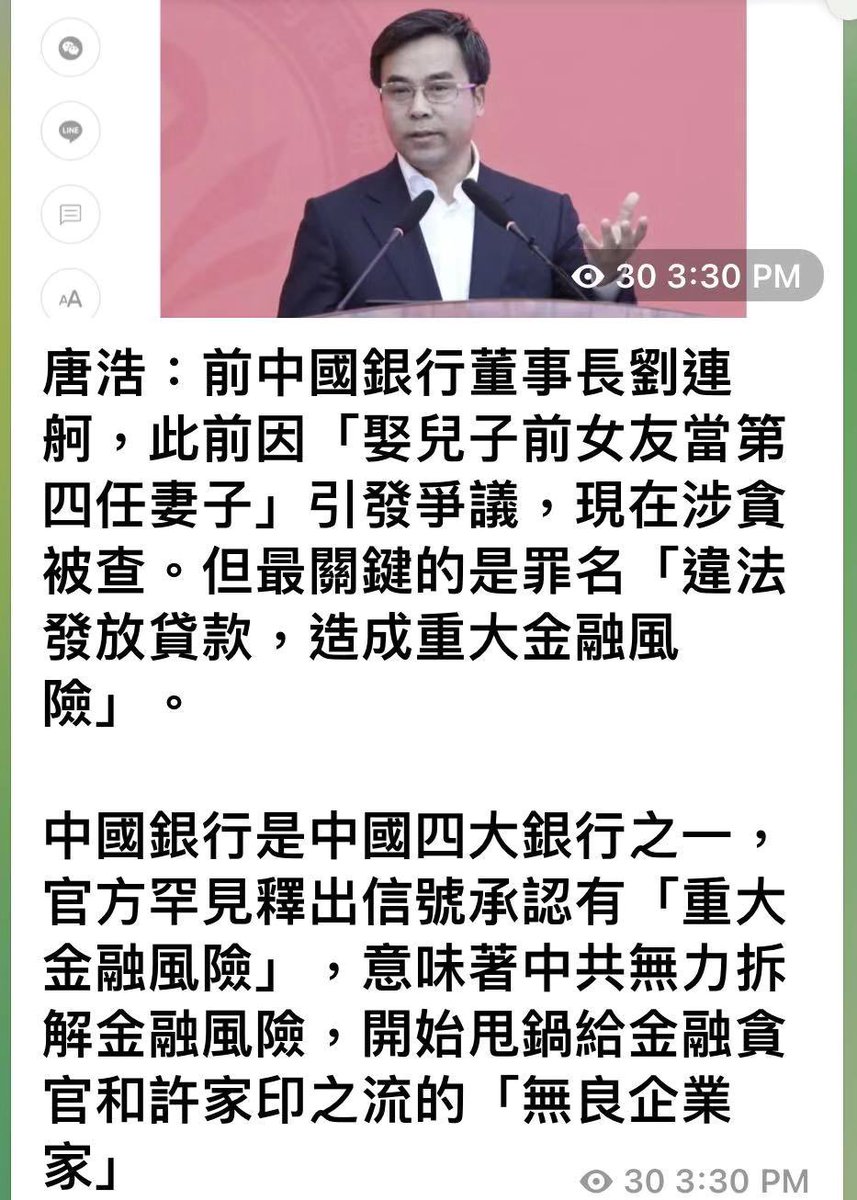 LINE
AA
30 3:30 PM
唐浩：前中國銀行董事長劉連
舸，此前因「娶兒子前女友當第
四任妻子」引發爭議，現在涉貪
被查。但最關鍵的是罪名「違法
發放貸款，造成重大金融風
險」。
中國銀行是中國四大銀行之一，
官方罕見釋出信號承認有「重大
金融風險」，意味著中共無力拆
解金融風險，開始甩鍋給金融貪
官和許家印之流的「無良企業
家」
30 3:30 PM